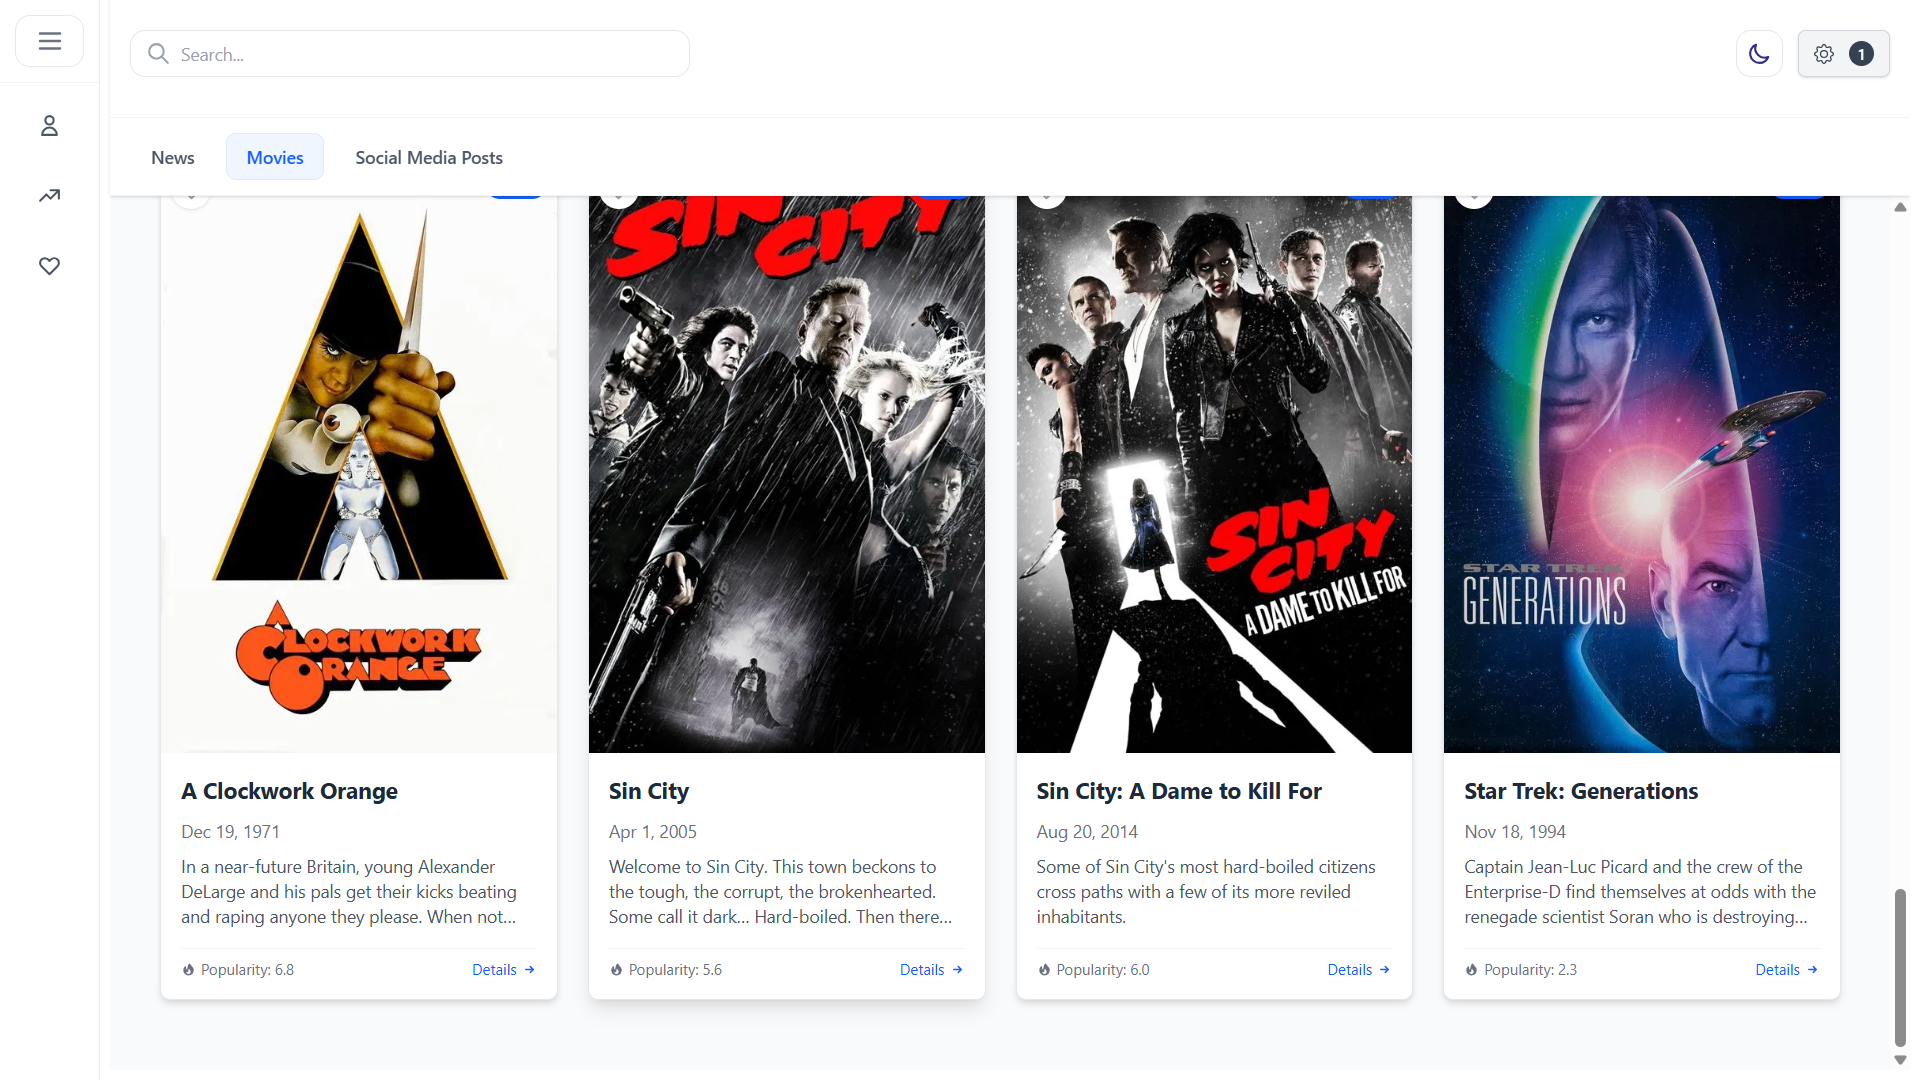 Search...
1
News
Movies
Social Media Posts
A CLOCKWORK
ORANGE
SIN CITY
SIN
CITY
A DAME TO KILL FOR
STAR TREK
GENERATIONS
A Clockwork Orange
Dec 19, 1971
In a near-future Britain, young Alexander
DeLarge and his pals get their kicks beating
and raping anyone they please. When not...
Popularity: 6.8
Details
Sin City
Apr 1, 2005
Welcome to Sin City. This town beckons to
the tough, the corrupt, the brokenhearted.
Some call it dark… Hard-boiled. Then there...
Popularity: 5.6
Details
Sin City: A Dame to Kill For
Aug 20, 2014
Some of Sin City's most hard-boiled citizens
cross paths with a few of its more reviled
inhabitants.
Popularity: 6.0
Details
Star Trek: Generations
Nov 18, 1994
Captain Jean-Luc Picard and the crew of the
Enterprise-D find themselves at odds with the
renegade scientist Soran who is destroying...
Popularity: 2.3
Details